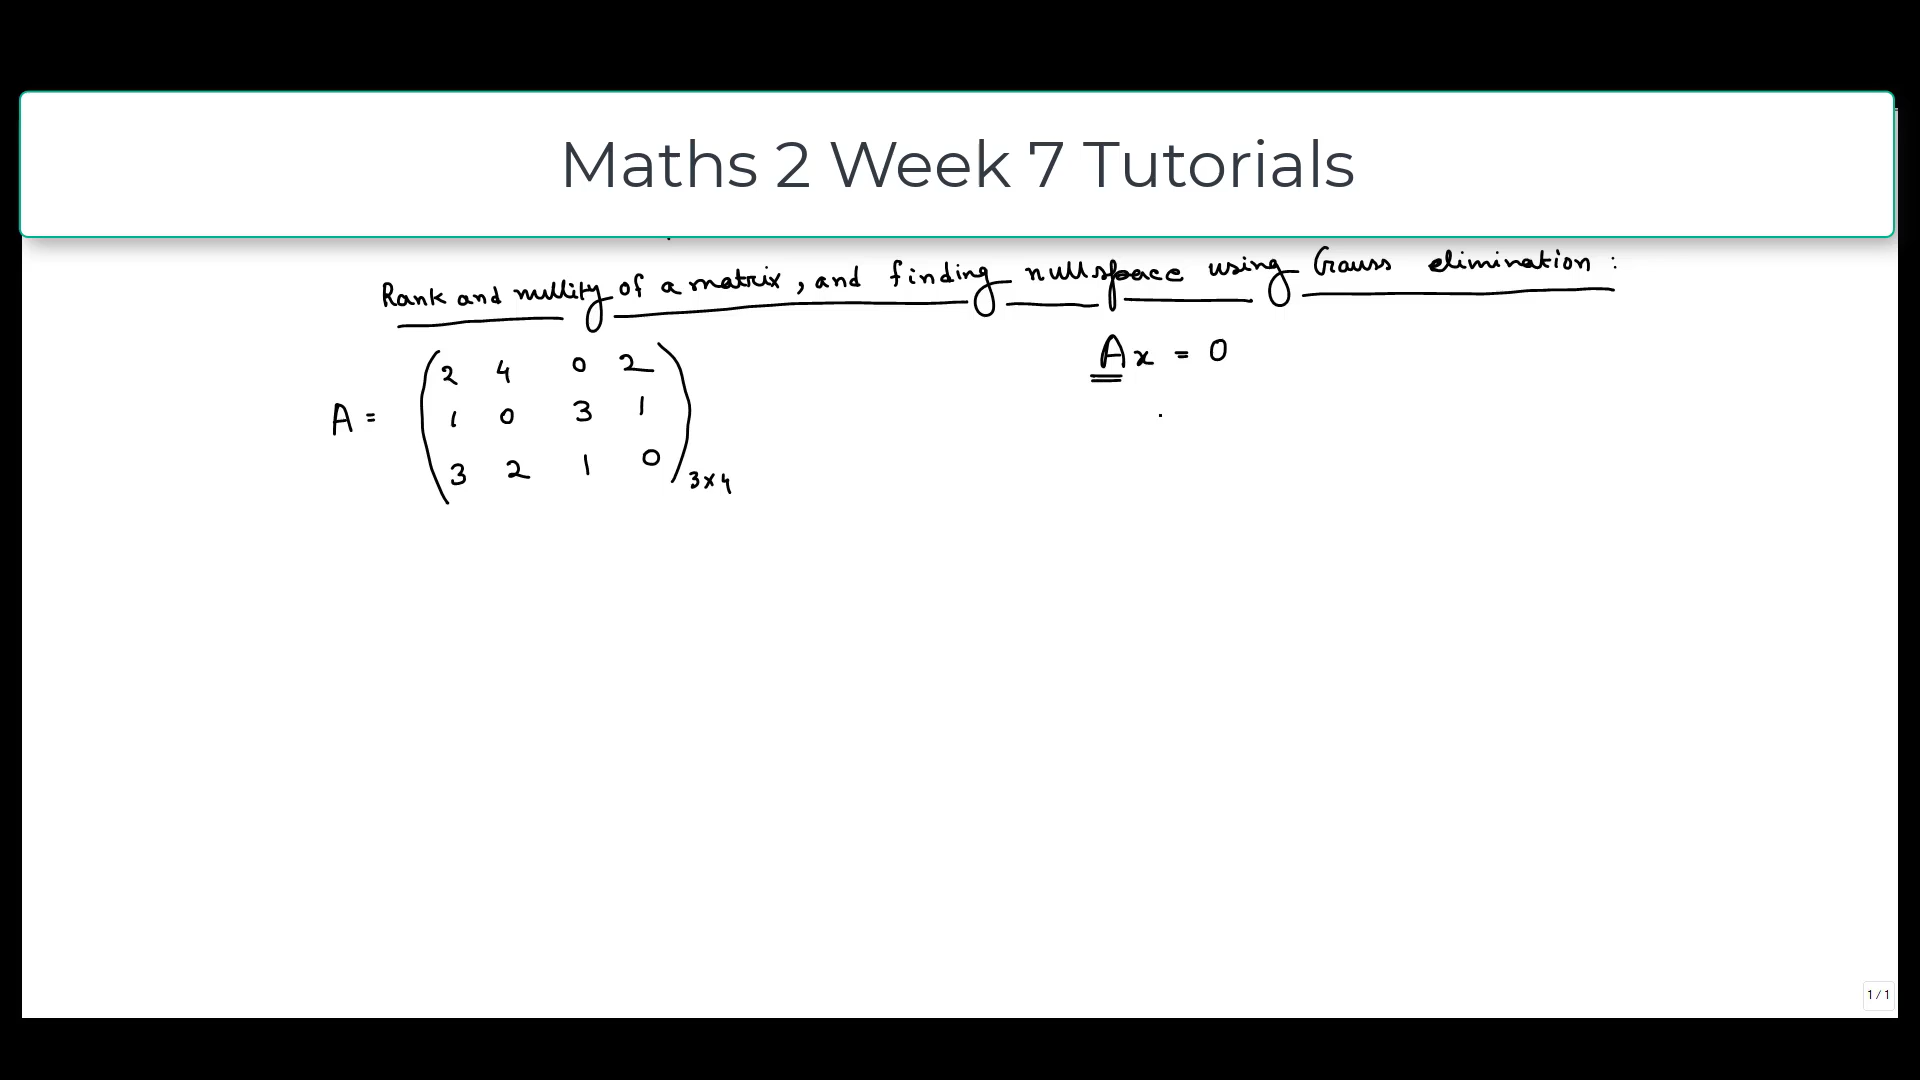 Maths 2 Week 7 Tutorials
Rank and nullity of a matrix, and finding nullspace using Gauss elimination :
Ax = 0
2 4 0 2
A = 1 0 3 1
3 2 1 0
3x4
1 / 1